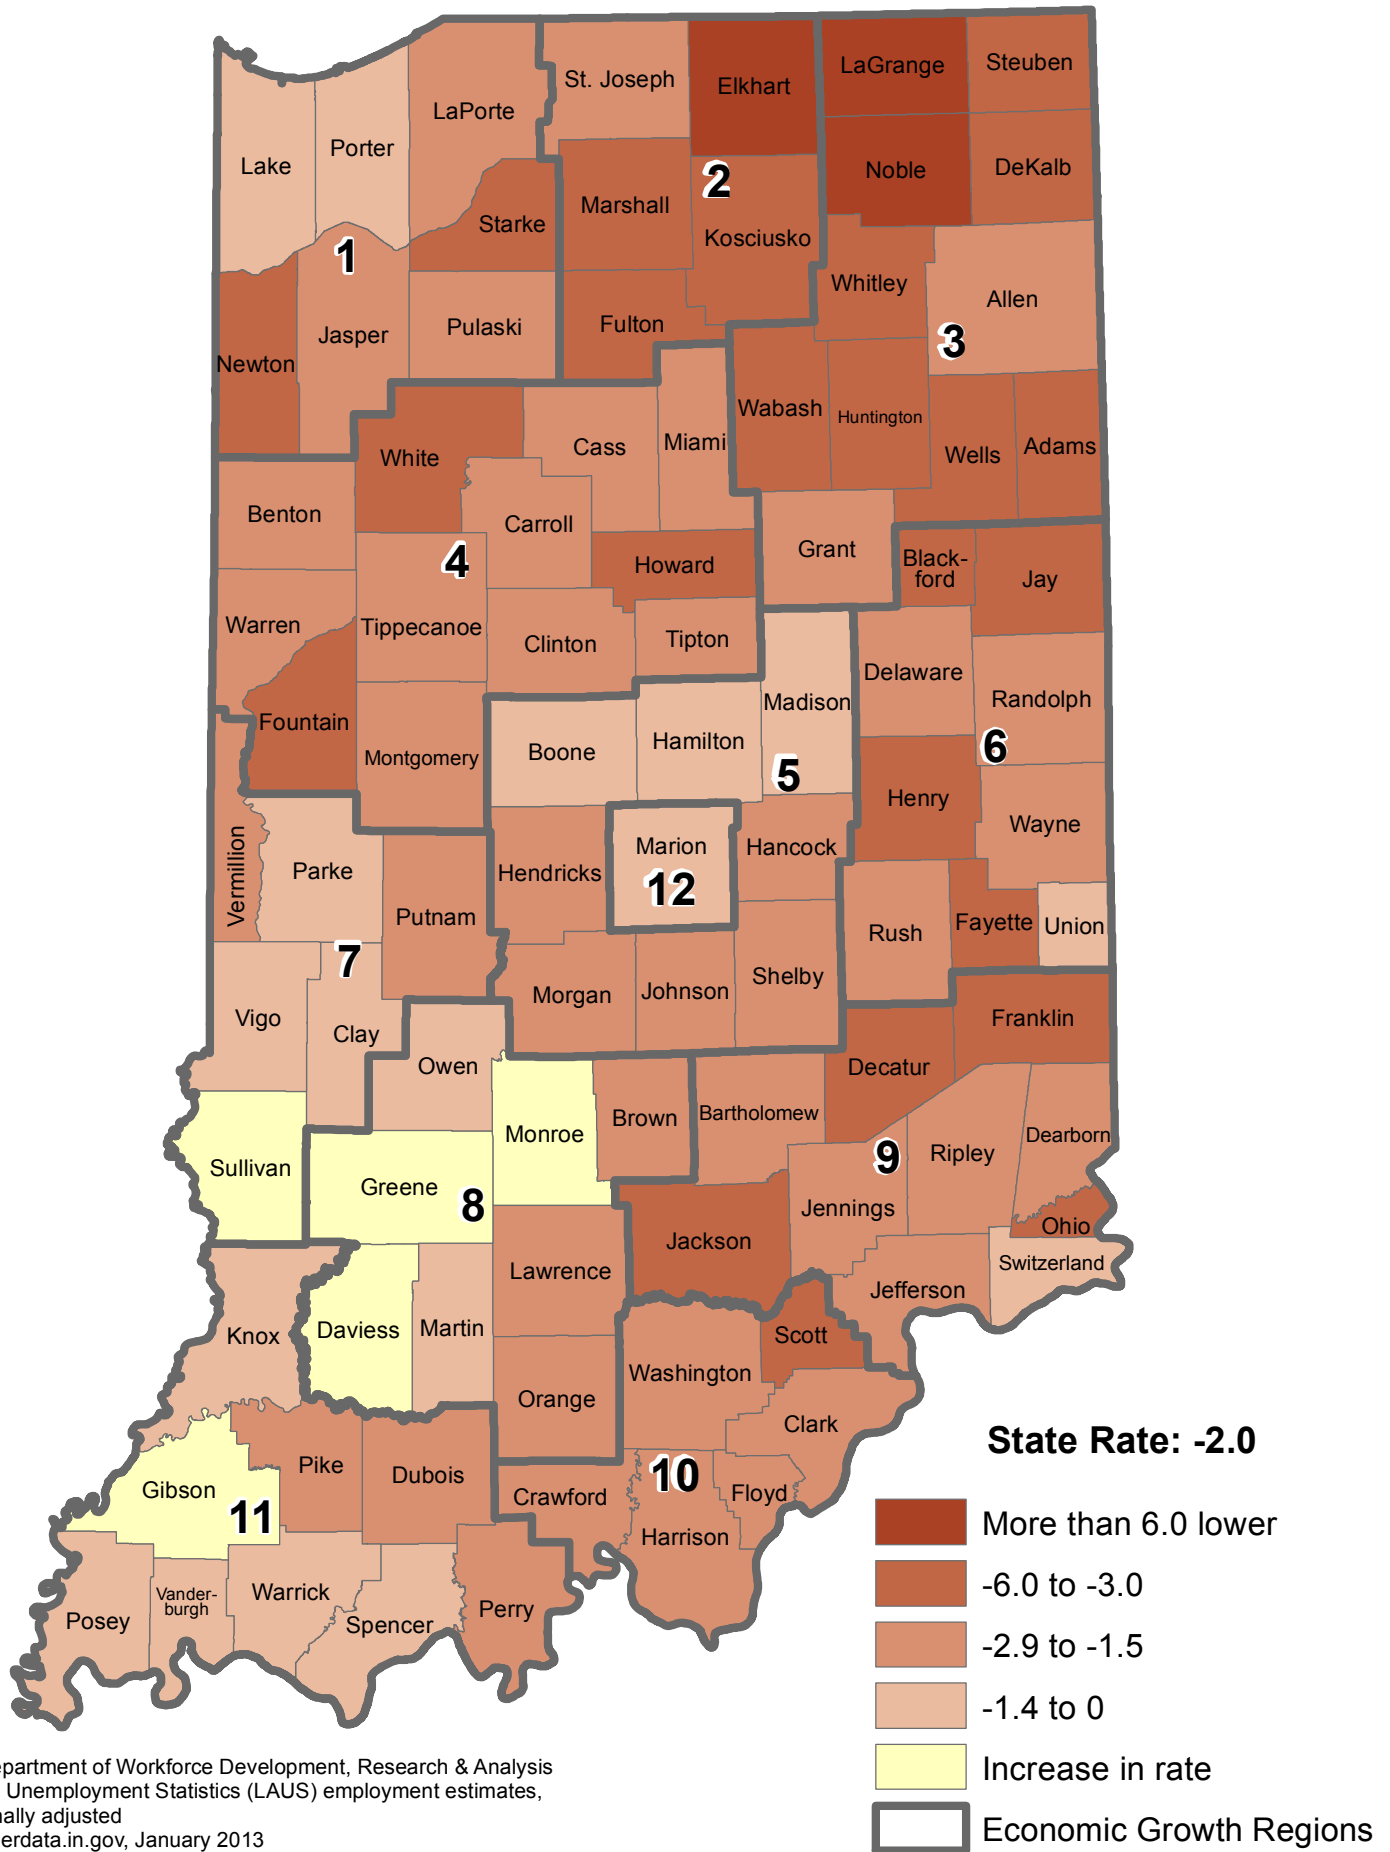 St. Joseph
Elkhart
LaGrange
Steuben
LaPorte
Lake
Porter
Noble
DeKalb
2
Marshall
Starke
Kosciusko
1
Whitley
Allen
Jasper
Pulaski
Fulton
3
Newton
Wabash
Huntington
White
Cass
Miami
Wells
Adams
Benton
Carroll
Grant
4
Howard
Black-
ford
Jay
Warren
Tippecanoe
Clinton
Tipton
Delaware
Randolph
Madison
Fountain
Montgomery
Boone
Hamilton
5
6
Henry
Wayne
Vermillion
Parke
Putnam
Hendricks
Marion
12
Hancock
Rush
Fayette
Union
7
Morgan
Johnson
Shelby
Vigo
Clay
Franklin
Owen
Decatur
Monroe
Brown
Bartholomew
Dearborn
Sullivan
Greene
8
9
Ripley
Jennings
Ohio
Jackson
Switzerland
Lawrence
Jefferson
Knox
Daviess
Martin
Scott
Washington
Orange
Clark
Pike
Dubois
Gibson
11
Crawford
10
Floyd
Harrison
Posey
Vander-
burgh
Warrick
Spencer
Perry
State Rate: -2.0
More than 6.0 lower
-6.0 to -3.0
-2.9 to -1.5
-1.4 to 0
Increase in rate
Economic Growth Regions
epartment of Workforce Development, Research & Analysis
Unemployment Statistics (LAUS) employment estimates,
nally adjusted
erdata.in.gov, January 2013